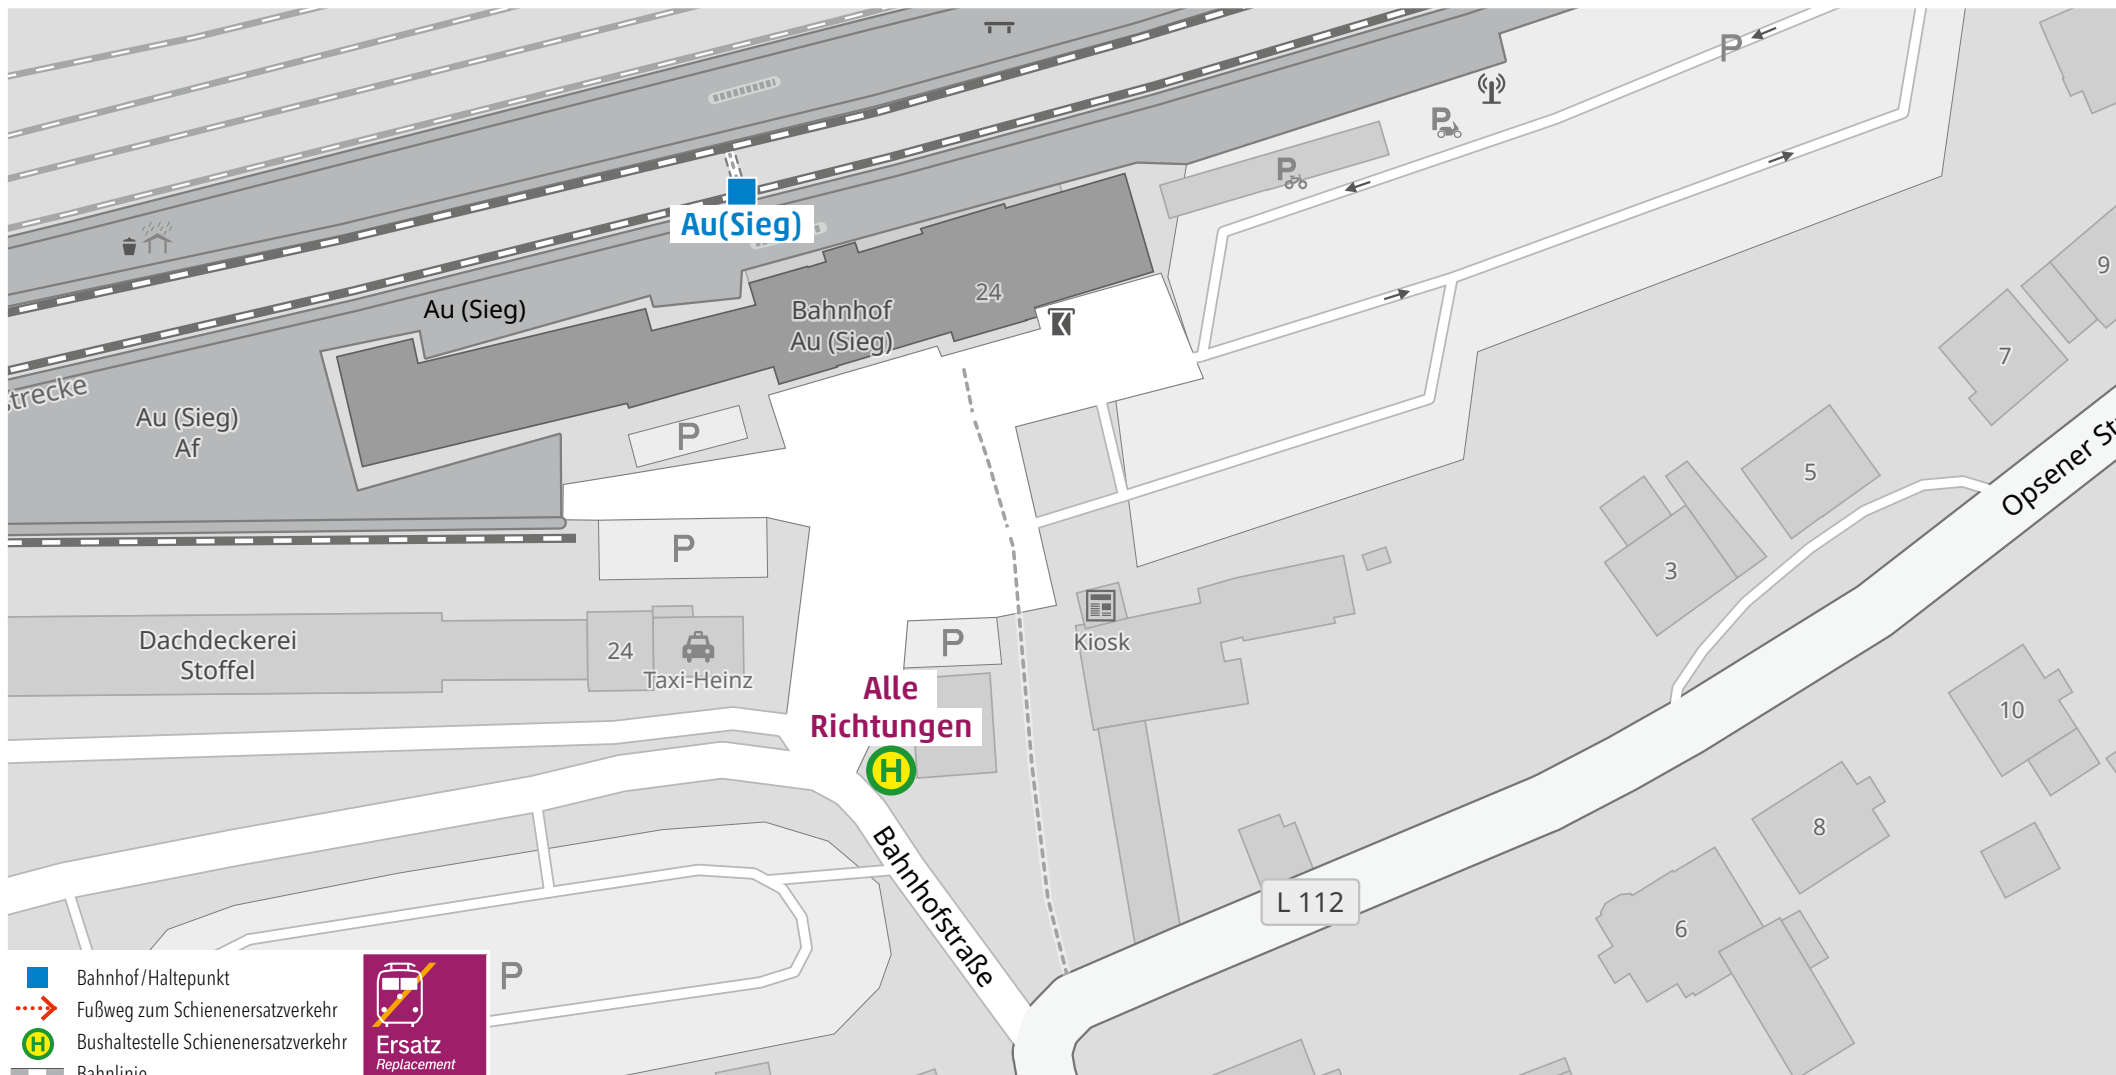 P
P
P
Au(Sieg)
Au (Sieg)
Bahnhof
Au (Sieg)
24
9
7
strecke
Au (Sieg)
Af
P
5
Opsener St
P
3
Dachdeckerei
Stoffel
24
Taxi-Heinz
P
Kiosk
Alle
Richtungen
H
10
8
Bahnhofstraße
L 112
6
P
Bahnhof/Haltepunkt
Fußweg zum Schienenersatzverkehr
H
Bushaltestelle Schienenersatzverkehr
Bahnlinie
Ersatz
Replacement